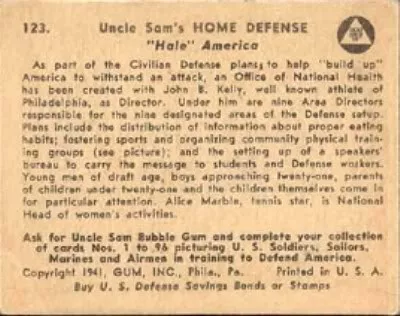 123. Uncle Sam's HOME DEFENSE
"Hale" America
As part of the Civilian Defense plans; to help "build up"
America to withstand an attack, an Office of National Health
has been created with John B. Kelly, well known athlete of
Philadelphia, as Director. Under him are nine Area Directors
responsible for the nine designated areas of the Defense setup.
Plans include the distribution of information about proper eating
habits; fostering sports and organizing community physical train-
ing groups (see picture); and the setting up of a speakers'
bureau to carry the message to students and Defense workers.
Young men of draft age, boys approaching twenty-one, parents
of children under twenty-one and the children themselves come in
for particular attention. Alice Marble, tennis star, is National
Head of women's activities.
Ask for Uncle Sam Bubble Gum and complete your collection
of cards Nos. 1 to 96 picturing U. S. Soldiers, Sailors,
Marines and Airmen in training to Defend America.
Copyright 1941, GUM, INC., Phila., Pa. Printed in U. S. A.
Buy U. S. Defense Savings Bonds or Stamps